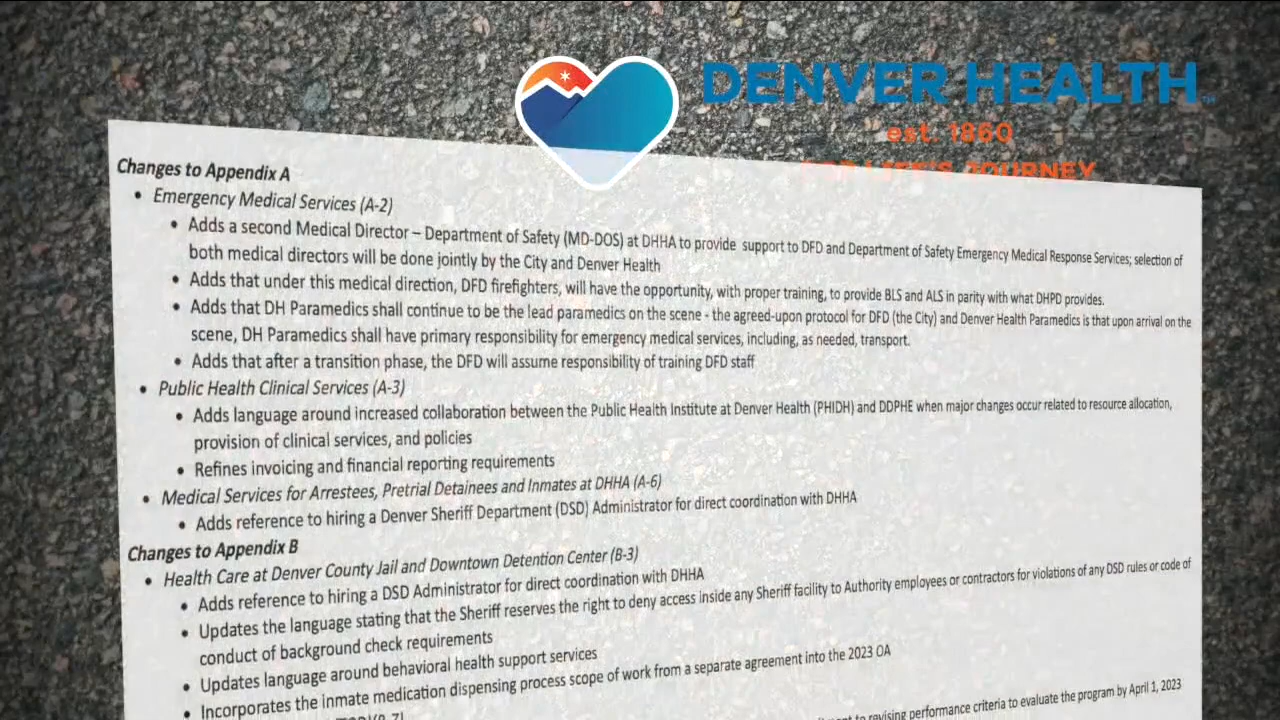 DENVER HEALTH
est. 1860
JOURNEY
Changes to Appendix A
• Emergency Medical Services (A-2)
• Adds a second Medical Director – Department of Safety (MD-DOS) at DHHA to provide support to DFD and Department of Safety Emergency Medical Response Services; selection of
both medical directors will be done jointly by the City and Denver Health
• Adds that under this medical direction, DFD firefighters, will have the opportunity, with proper training, to provide BLS and ALS in parity with what DHPD provides.
• Adds that DH Paramedics shall continue to be the lead paramedics on the scene - the agreed-upon protocol for DFD (the City) and Denver Health Paramedics is that upon arrival on the
scene, DH Paramedics shall have primary responsibility for emergency medical services, including, as needed, transport.
• Adds that after a transition phase, the DFD will assume responsibility of training DFD staff
• Public Health Clinical Services (A-3)
• Adds language around increased collaboration between the Public Health Institute at Denver Health (PHIDH) and DDPHE when major changes occur related to resource allocation,
provision of clinical services, and policies
• Refines invoicing and financial reporting requirements
• Medical Services for Arrestees, Pretrial Detainees and Inmates at DHHA (A-6)
• Adds reference to hiring a Denver Sheriff Department (DSD) Administrator for direct coordination with DHHA
Changes to Appendix B
• Health Care at Denver County Jail and Downtown Detention Center (B-3)
• Adds reference to hiring a DSD Administrator for direct coordination with DHHA
• Updates the language stating that the Sheriff reserves the right to deny access inside any Sheriff facility to Authority employees or contractors for violations of any DSD rules or code of
conduct of background check requirements
• Updates language around behavioral health support services
• Incorporates the inmate medication dispensing process scope of work from a separate agreement into the 2023 OA
to revising performance criteria to evaluate the program by April 1, 2023